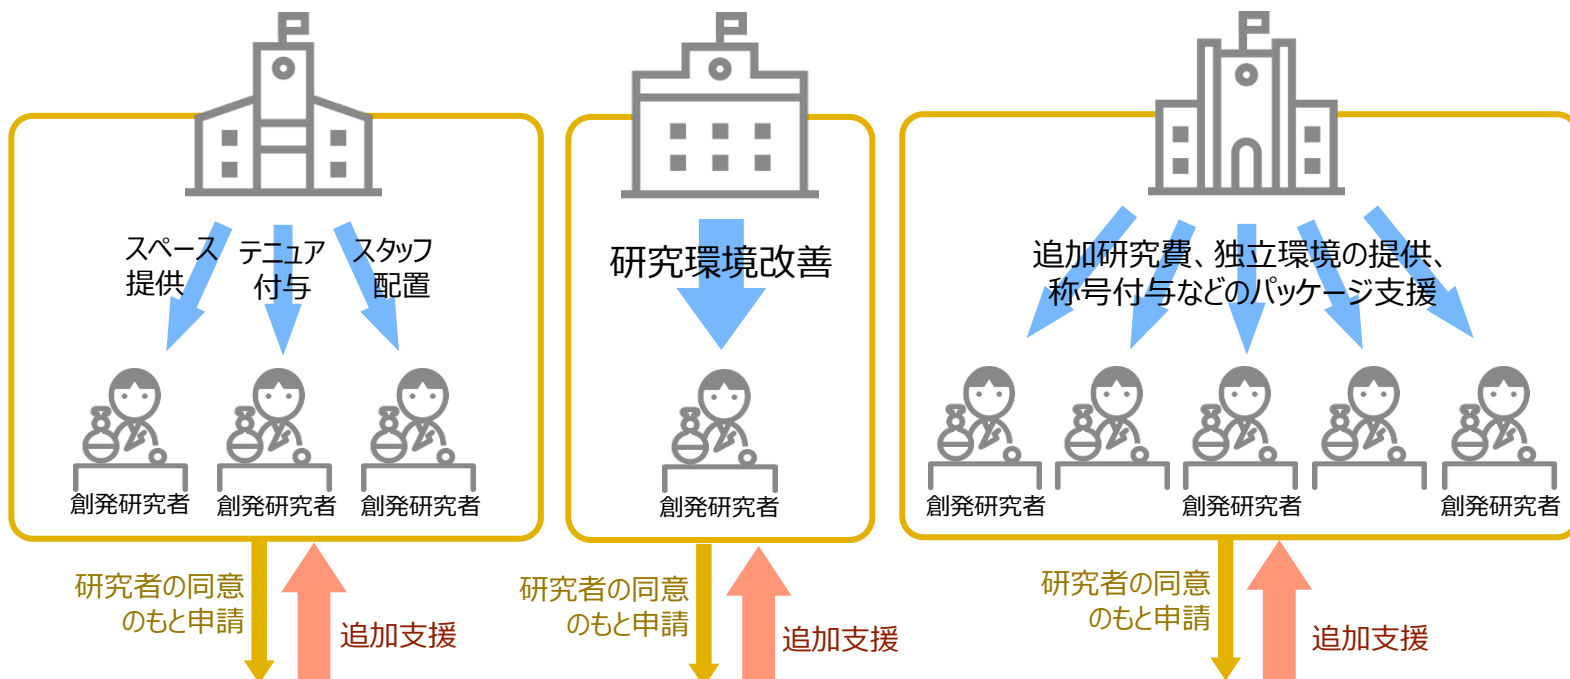 スペース
提供
テニュア
付与
スタッフ
配置
創発研究者
創発研究者
創発研究者
研究者の同意
のもと申請
追加支援
研究環境改善
創発研究者
研究者の同意
のもと申請
追加支援
追加研究費、独立環境の提供、
称号付与などのパッケージ支援
創発研究者
創発研究者
創発研究者
研究者の同意
のもと申請
追加支援